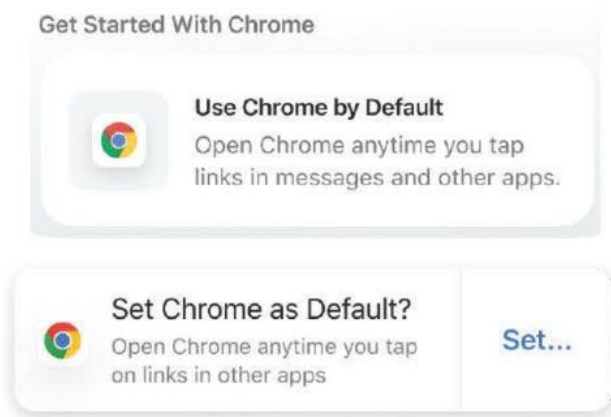 Get Started With Chrome
Use Chrome by Default
Open Chrome anytime you tap
links in messages and other apps.
Set Chrome as Default?
Open Chrome anytime you tap
on links in other apps
Set...